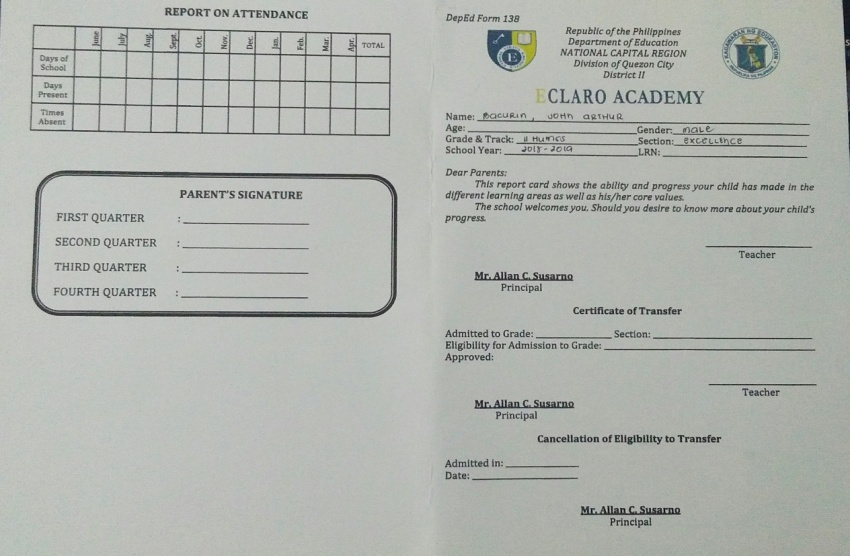 REPORT ON ATTENDANCE
June July Aug. Sept. Oct. Nov. Dec. Jan. Feb. Mar. Apr. TOTAL
Days of
School
Days
Present
Times
Absent
PARENT'S SIGNATURE
FIRST QUARTER :
SECOND QUARTER :
THIRD QUARTER :
FOURTH QUARTER :
DepEd Form 138
Republic of the Philippines
Department of Education
NATIONAL CAPITAL REGION
Division of Quezon City
District II
ECLARO ACADEMY
Name: BACURIN, JOHN ARTHUR
Age: Gender: MALE
Grade & Track: 11 HUMSS Section: EXCELLENCE
School Year: 2018-2019 LRN:
Dear Parents:
This report card shows the ability and progress your child has made in the
different learning areas as well as his/her core values.
The school welcomes you. Should you desire to know more about your child's
progress.
Teacher
Mr. Allan C. Susarno
Principal
Certificate of Transfer
Admitted to Grade: Section:
Eligibility for Admission to Grade:
Approved:
Teacher
Mr. Allan C. Susarno
Principal
Cancellation of Eligibility to Transfer
Admitted in:
Date:
Mr. Allan C. Susarno
Principal